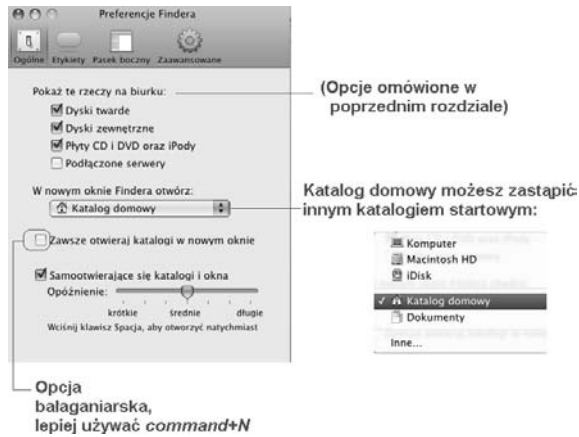 Preferencje Findera
Ogólne Etykiety Pasek boczny Zaawansowane
Pokaż te rzeczy na biurku:
Dyski twarde
Dyski zewnętrzne
Płyty CD i DVD oraz iPody
Podłączone serwery
(Opcje omówione w
poprzednim rozdziale)
W nowym oknie Findera otwórz:
Katalog domowy
Katalog domowy możesz zastąpić
innym katalogiem startowym:
Zawsze otwieraj katalogi w nowym oknie
Samootwierające się katalogi i okna
Opóźnienie:
krótkie średnie długie
Wciśnij klawisz Spacja, aby otworzyć natychmiast
Komputer
Macintosh HD
iDisk
Katalog domowy
Dokumenty
Inne...
Opcja
bałaganiarska,
lepiej używać command+N